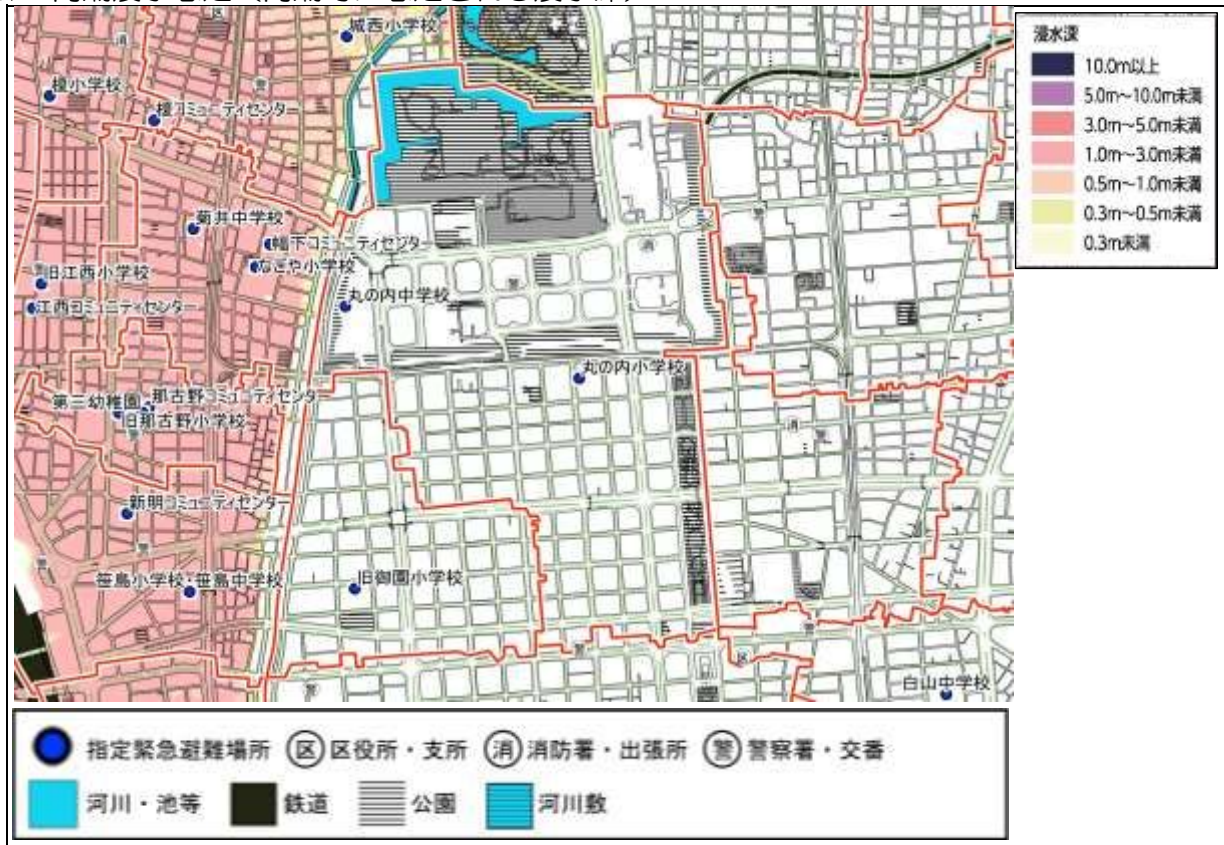 城西小学校
榎小学校
榎コミュニティセンター
菊井中学校
幅下コミュニティセンター
なごや小学校
旧江西小学校
江西コミュニティセンター
丸の内中学校
丸の内小学校
那古野コミュニティセンター
第二幼稚園
旧那古野小学校
新明コミュニティセンター
笹島小学校・笹島中学校
旧御園小学校
白山中学校
浸水深
10.0m以上
5.0m～10.0m未満
3.0m～5.0m未満
1.0m～3.0m未満
0.5m～1.0m未満
0.3m～0.5m未満
0.3m未満
指定緊急避難場所 区 区役所・支所 消 消防署・出張所 警 警察署・交番
河川・池等 鉄道 公園 河川敷